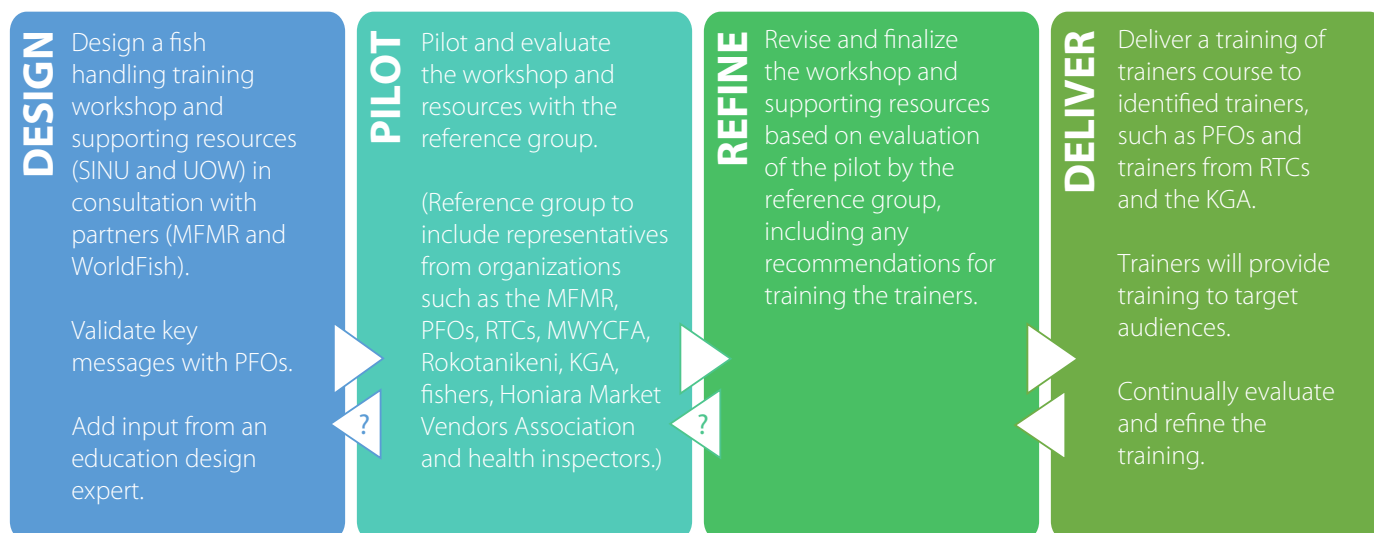 DESIGN
Design a fish
handling training
workshop and
supporting resources
(SINU and UOW) in
consultation with
partners (MFMR and
WorldFish).
Validate key
messages with PFOs.
Add input from an
education design
expert.
?
PILOT
Pilot and evaluate
the workshop and
resources with the
reference group.
(Reference group to
include representatives
from organizations
such as the MFMR,
PFOs, RTCs, MWYCFA,
Rokotanikeni, KGA,
fishers, Honiara Market
Vendors Association
and health inspectors.)
?
REFINE
Revise and finalize
the workshop and
supporting resources
based on evaluation
of the pilot by the
reference group,
including any
recommendations for
training the trainers.
DELIVER
Deliver a training of
trainers course to
identified trainers,
such as PFOs and
trainers from RTCs
and the KGA.
Trainers will provide
training to target
audiences.
Continually evaluate
and refine the
training.